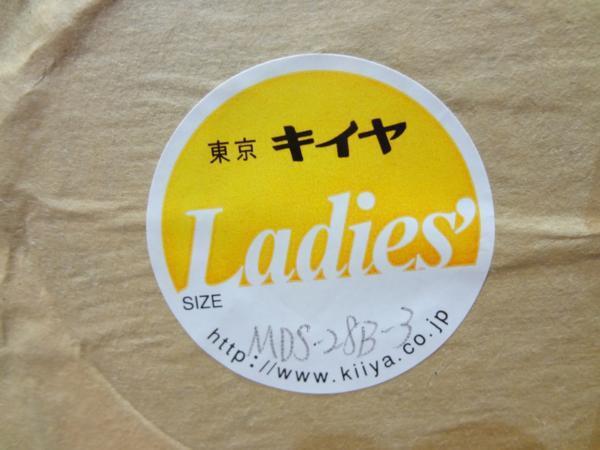 東京 キイヤ
Ladies'
SIZE
MDS-28B-3
http://www.kiiya.co.jp